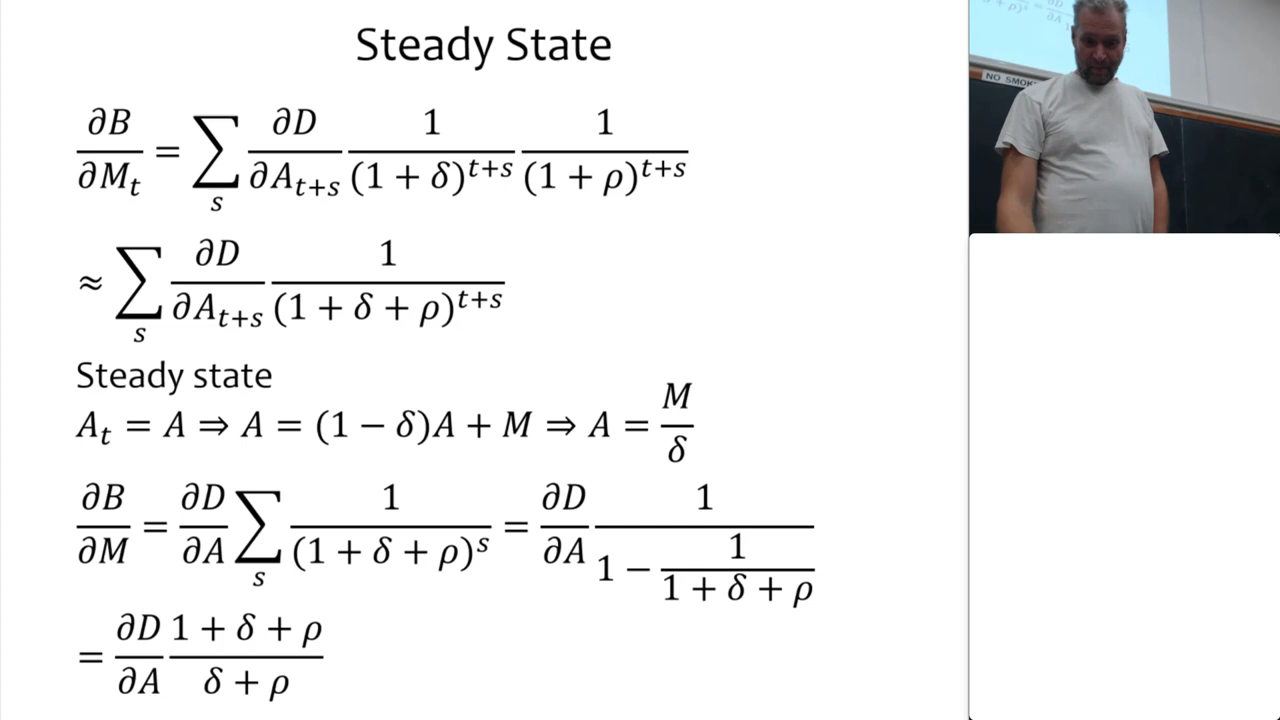 Steady State
∂B/∂M_t = ∑_s ∂D/∂A_{t+s} 1/(1 + δ)^{t+s} 1/(1 + ρ)^{t+s}
≈ ∑_s ∂D/∂A_{t+s} 1/(1 + δ + ρ)^{t+s}
Steady state
A_t = A ⇒ A = (1 − δ)A + M ⇒ A = M/δ
∂B/∂M = ∂D/∂A ∑_s 1/(1 + δ + ρ)^s = ∂D/∂A 1/(1 − 1/(1 + δ + ρ))
= ∂D/∂A (1 + δ + ρ)/(δ + ρ)
NO